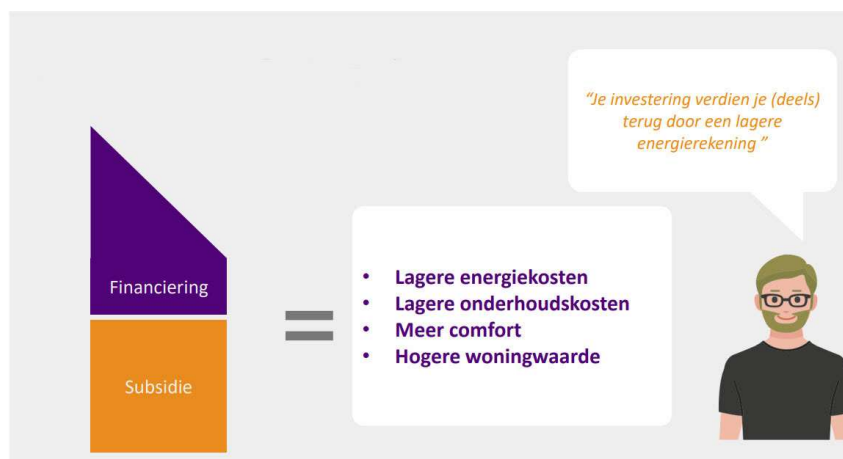 “Je investering verdien je (deels)
terug door een lagere
energierekening ”
Financiering
Subsidie
=
• Lagere energiekosten
• Lagere onderhoudskosten
• Meer comfort
• Hogere woningwaarde